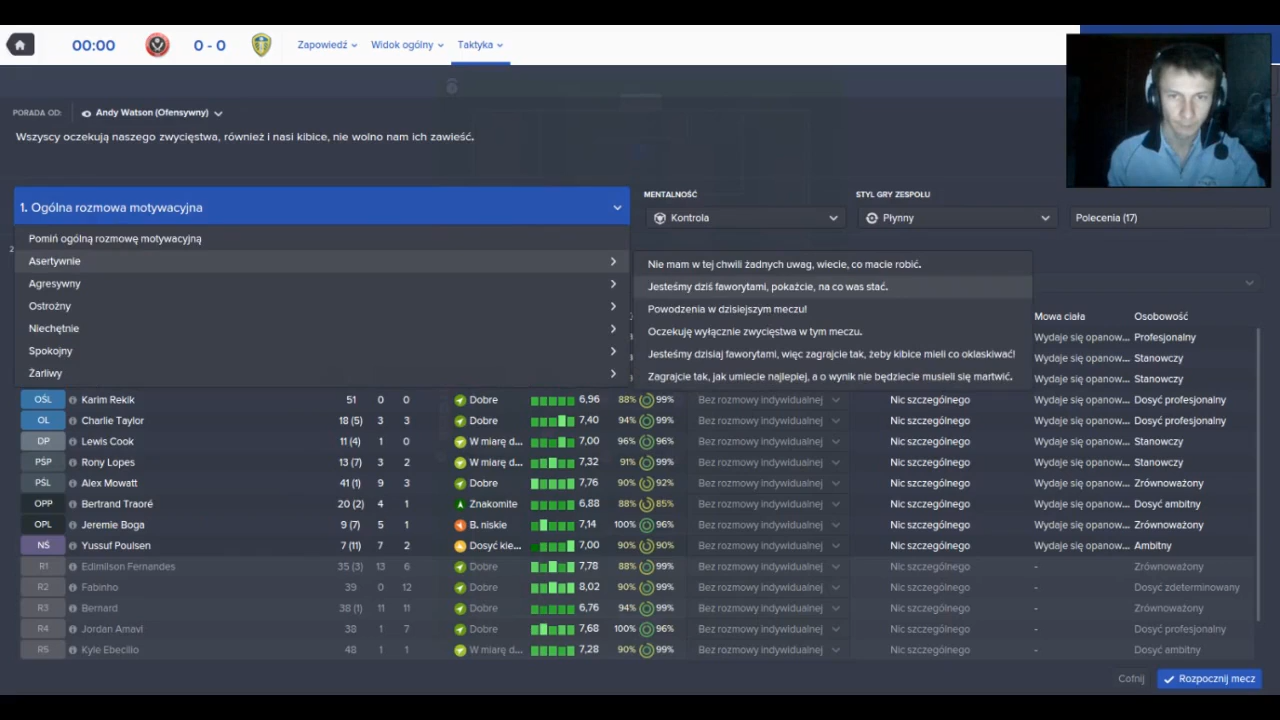 00:00 0 - 0 Zapowiedź Widok ogólny Taktyka
PORADA OD: Andy Watson (Ofensywny)
Wszyscy oczekują naszego zwycięstwa, również i nasi kibice, nie wolno nam ich zawieść.
1. Ogólna rozmowa motywacyjna
MENTALNOŚĆ STYL GRY ZESPOŁU
Kontrola Płynny Polecenia (17)
Pomiń ogólną rozmowę motywacyjną
Asertywnie
Agresywny
Ostrożny
Niechętnie
Spokojny
Żarliwy
Nie mam w tej chwili żadnych uwag, wiecie, co macie robić.
Jesteśmy dziś faworytami, pokażcie, na co was stać.
Powodzenia w dzisiejszym meczu!
Oczekuję wyłącznie zwycięstwa w tym meczu.
Jesteśmy dzisiaj faworytami, więc zagrajcie tak, żeby kibice mieli co oklaskiwać!
Zagrajcie tak, jak umiecie najlepiej, a o wynik nie będziecie musieli się martwić.
Mowa ciała Osobowość
Wydaje się opanow... Profesjonalny
Wydaje się opanow... Stanowczy
Wydaje się opanow... Stanowczy
OŚL Karim Rekik 51 0 0 Dobre 6,96 88% 99% Bez rozmowy indywidualnej Nic szczególnego Wydaje się opanow... Dosyć profesjonalny
OL Charlie Taylor 18 (5) 3 3 Dobre 7,40 94% 99% Bez rozmowy indywidualnej Nic szczególnego Wydaje się opanow... Dosyć profesjonalny
DP Lewis Cook 11 (4) 1 0 W miarę d... 7,00 96% 96% Bez rozmowy indywidualnej Nic szczególnego Wydaje się opanow... Stanowczy
PŚP Rony Lopes 13 (7) 3 2 W miarę d... 7,32 91% 99% Bez rozmowy indywidualnej Nic szczególnego Wydaje się opanow... Stanowczy
PŚL Alex Mowatt 41 (1) 9 3 Dobre 7,76 90% 92% Bez rozmowy indywidualnej Nic szczególnego Wydaje się opanow... Zrównoważony
OPP Bertrand Traoré 20 (2) 4 1 Znakomite 6,88 88% 85% Bez rozmowy indywidualnej Nic szczególnego Wydaje się opanow... Dosyć ambitny
OPL Jeremie Boga 9 (7) 5 1 B. niskie 7,14 100% 96% Bez rozmowy indywidualnej Nic szczególnego Wydaje się opanow... Zrównoważony
NŚ Yussuf Poulsen 7 (11) 7 2 Dosyć kie... 7,00 90% 90% Bez rozmowy indywidualnej Nic szczególnego Wydaje się opanow... Ambitny
R1 Edimilson Fernandes 35 (3) 13 6 Dobre 7,78 88% 99% Bez rozmowy indywidualnej Nic szczególnego - Zrównoważony
R2 Fabinho 39 0 12 Dobre 8,02 90% 99% Bez rozmowy indywidualnej Nic szczególnego - Dosyć zdeterminowany
R3 Bernard 38 (1) 11 11 Dobre 6,76 94% 99% Bez rozmowy indywidualnej Nic szczególnego - Zrównoważony
R4 Jordan Amavi 38 1 7 Dobre 7,68 100% 96% Bez rozmowy indywidualnej Nic szczególnego - Dosyć profesjonalny
R5 Kyle Ebecilio 48 1 1 W miarę d... 7,28 90% 99% Bez rozmowy indywidualnej Nic szczególnego - Dosyć ambitny
Cofnij Rozpocznij mecz